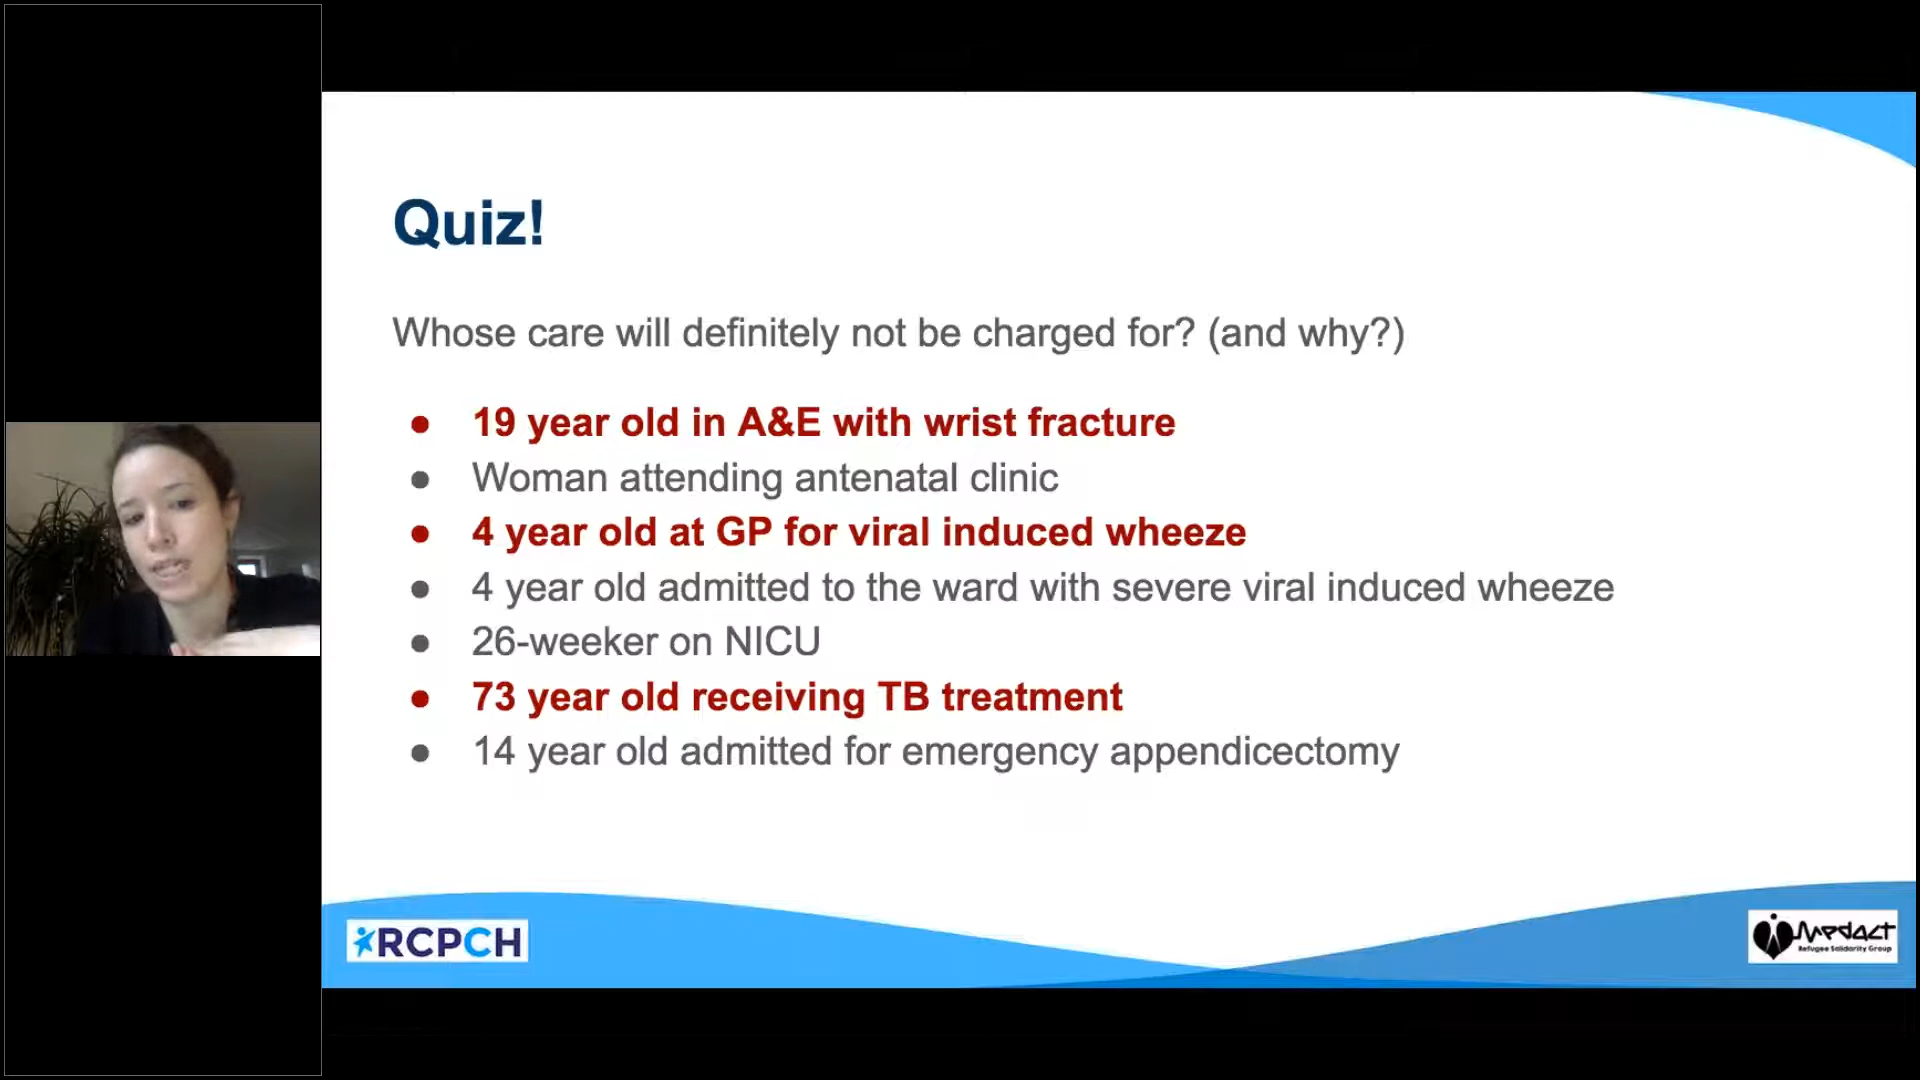 Quiz!
Whose care will definitely not be charged for? (and why?)
● 19 year old in A&E with wrist fracture
● Woman attending antenatal clinic
● 4 year old at GP for viral induced wheeze
● 4 year old admitted to the ward with severe viral induced wheeze
● 26-weeker on NICU
● 73 year old receiving TB treatment
● 14 year old admitted for emergency appendicectomy
RCPCH
Medact
Refugee Solidarity Group